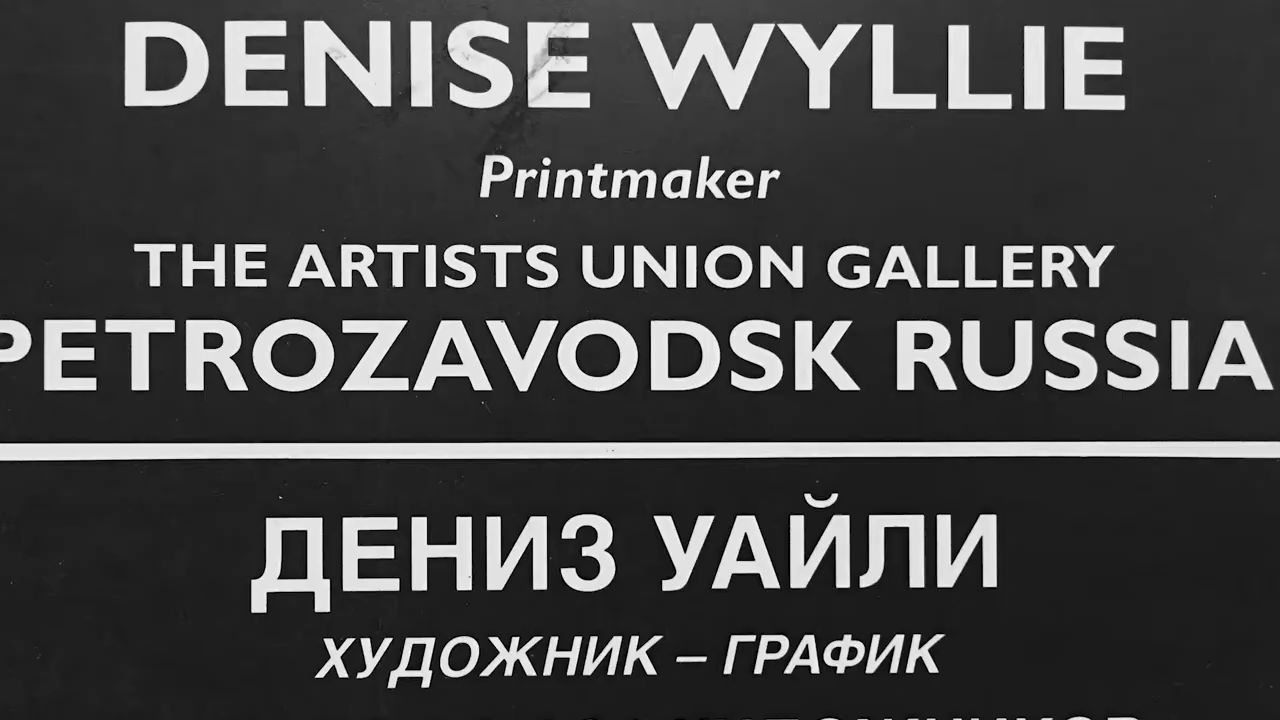 DENISE WYLLIE
Printmaker
THE ARTISTS UNION GALLERY
PETROZAVODSK RUSSIA
ДЕНИЗ УАЙЛИ
ХУДОЖНИК – ГРАФИК